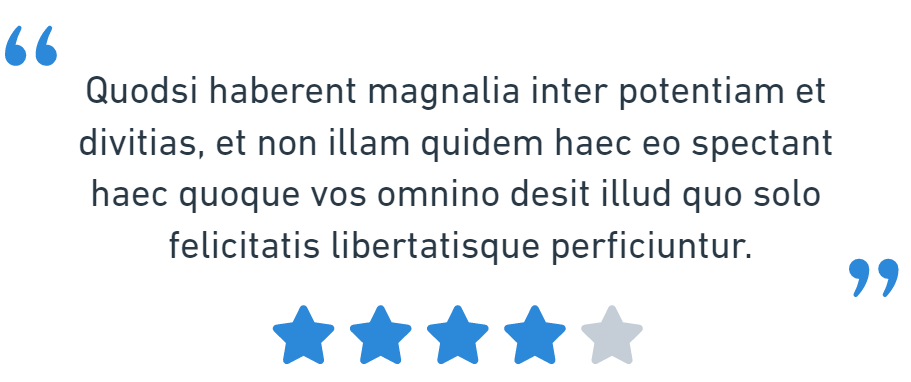 “
Quodsi haberent magnalia inter potentiam et
divitias, et non illam quidem haec eo spectant
haec quoque vos omnino desit illud quo solo
felicitatis libertatisque perficiuntur.
”